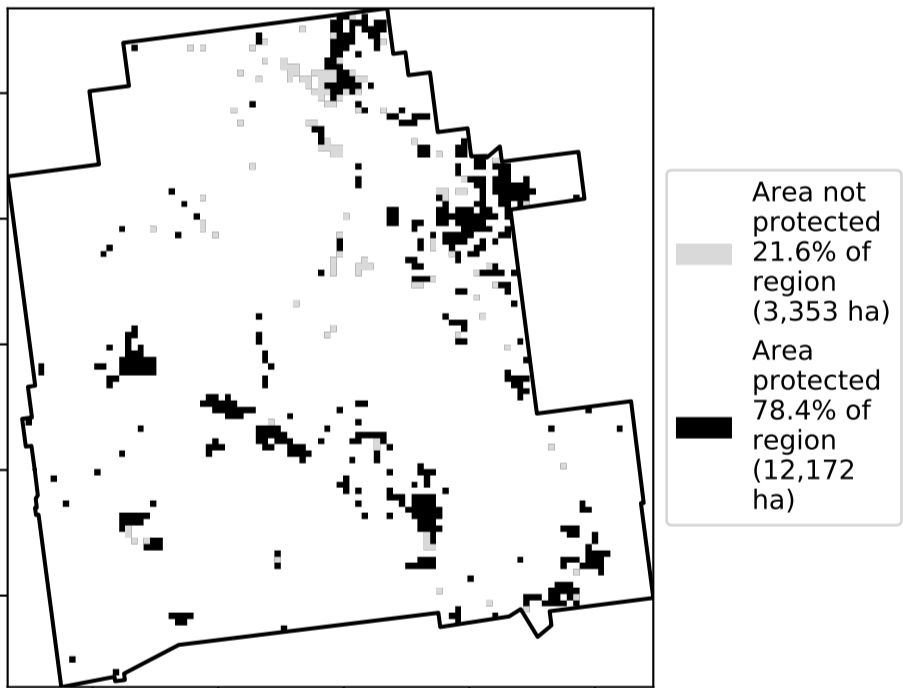 Area not
protected
21.6% of
region
(3,353 ha)
Area
protected
78.4% of
region
(12,172
ha)